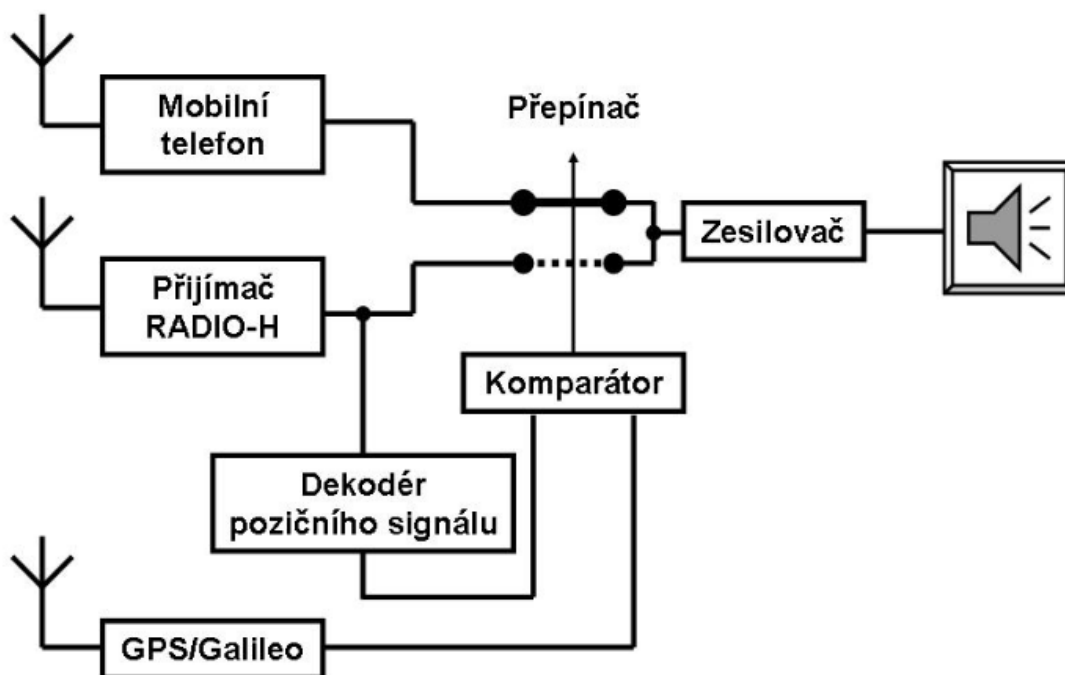 Mobilní
telefon
Přepínač
Zesilovač
Přijímač
RADIO-H
Komparátor
Dekodér
pozičního signálu
GPS/Galileo